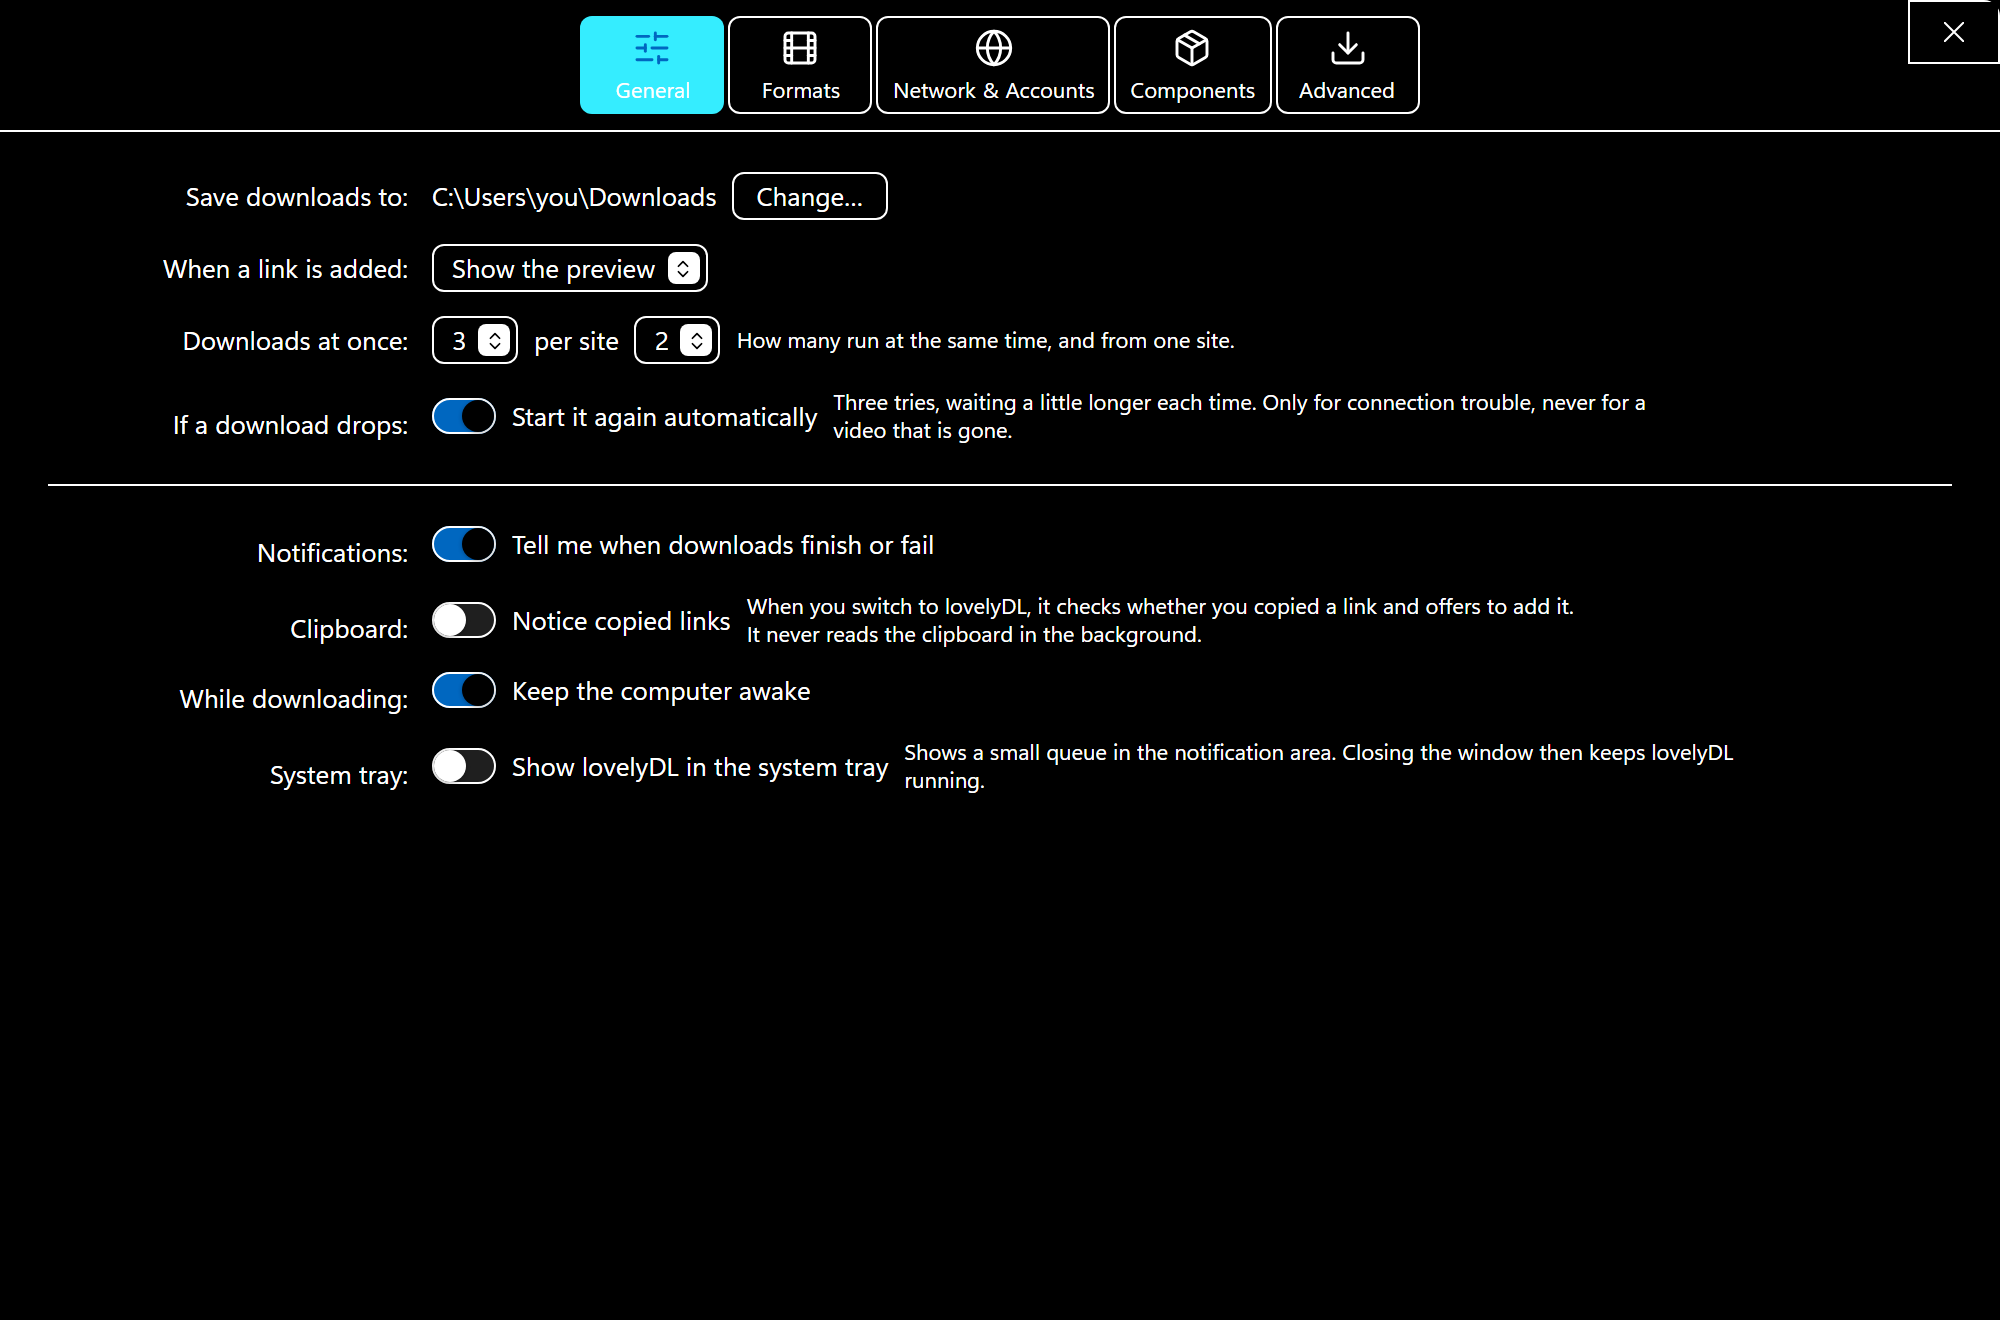 General
Formats
Network & Accounts
Components
Advanced
Save downloads to: C:\Users\you\Downloads Change...
When a link is added: Show the preview
Downloads at once: 3 per site 2 How many run at the same time, and from one site.
If a download drops: Start it again automatically Three tries, waiting a little longer each time. Only for connection trouble, never for a
video that is gone.
Notifications: Tell me when downloads finish or fail
Clipboard: Notice copied links When you switch to lovelyDL, it checks whether you copied a link and offers to add it.
It never reads the clipboard in the background.
While downloading: Keep the computer awake
System tray: Show lovelyDL in the system tray Shows a small queue in the notification area. Closing the window then keeps lovelyDL
running.